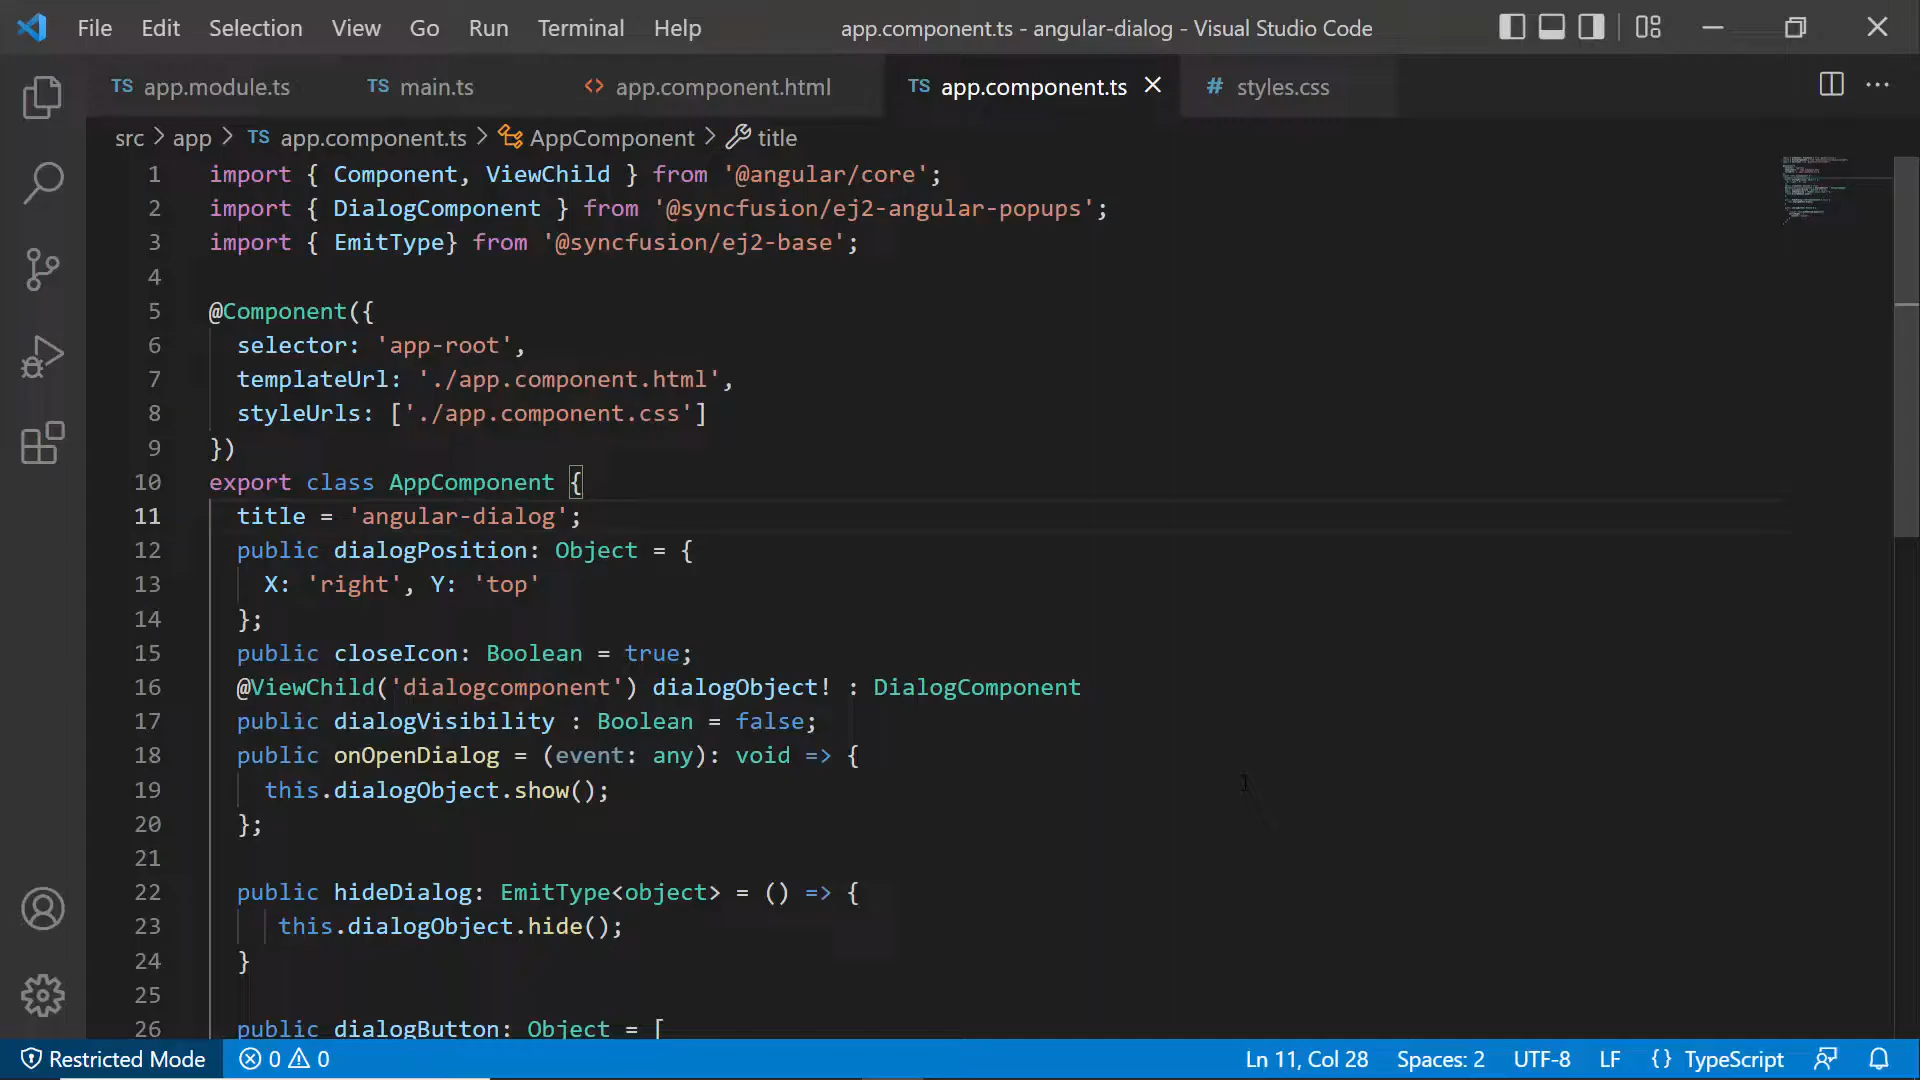 File Edit Selection View Go Run Terminal Help app.component.ts - angular-dialog - Visual Studio Code
TS app.module.ts TS main.ts <> app.component.html TS app.component.ts # styles.css
src > app > TS app.component.ts > AppComponent > title
1 import { Component, ViewChild } from '@angular/core';
2 import { DialogComponent } from '@syncfusion/ej2-angular-popups';
3 import { EmitType} from '@syncfusion/ej2-base';
4
5 @Component({
6 selector: 'app-root',
7 templateUrl: './app.component.html',
8 styleUrls: ['./app.component.css']
9 })
10 export class AppComponent {
11 title = 'angular-dialog';
12 public dialogPosition: Object = {
13 X: 'right', Y: 'top'
14 };
15 public closeIcon: Boolean = true;
16 @ViewChild('dialogcomponent') dialogObject! : DialogComponent
17 public dialogVisibility : Boolean = false;
18 public onOpenDialog = (event: any): void => {
19 this.dialogObject.show();
20 };
21
22 public hideDialog: EmitType<object> = () => {
23 this.dialogObject.hide();
24 }
25
26 public dialogButton: Object = [
Restricted Mode 0 0 Ln 11, Col 28 Spaces: 2 UTF-8 LF {} TypeScript